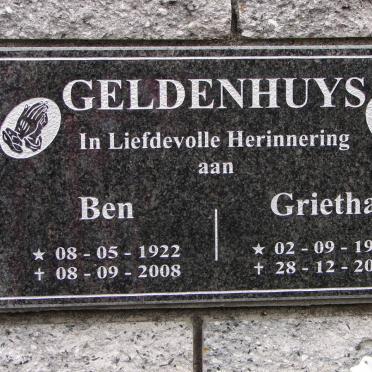 GELDENHUYS
In Liefdevolle Herinnering
aan
Ben Grietha
★ 08 - 05 - 1922 ★ 02 - 09 - 19
✝ 08 - 09 - 2008 ✝ 28 - 12 - 20